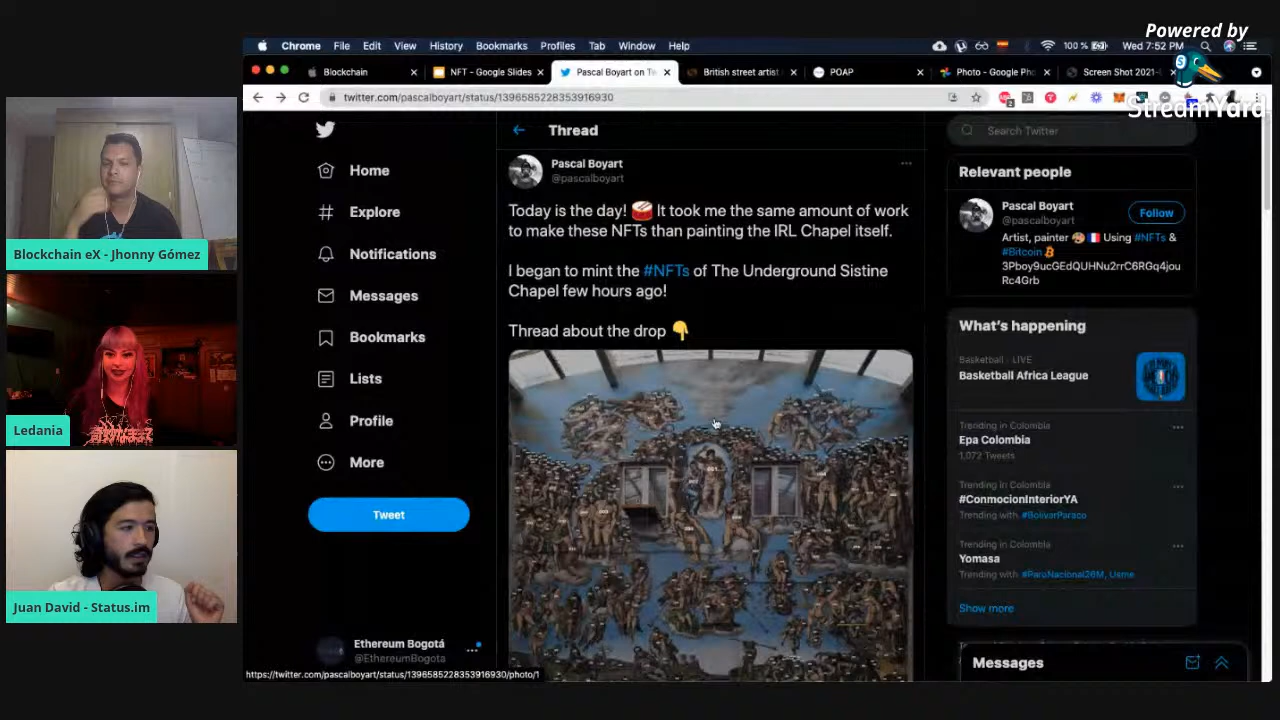 Powered by
StreamYard
Chrome File Edit View History Bookmarks Profiles Tab Window Help
100 % Wed 7:52 PM
Blockchain
NFT - Google Slides
Pascal Boyart on Tw
British street artist
POAP
Photo - Google Pho
Screen Shot 2021-
twitter.com/pascalboyart/status/1396585228353916930
Home
Explore
Notifications
Messages
Bookmarks
Lists
Profile
More
Tweet
Ethereum Bogotá
@EthereumBogota
Thread
Pascal Boyart
@pascalboyart
Today is the day! 🥁 It took me the same amount of work
to make these NFTs than painting the IRL Chapel itself.
I began to mint the #NFTs of The Underground Sistine
Chapel few hours ago!
Thread about the drop 👇
Search Twitter
Relevant people
Pascal Boyart
@pascalboyart
Follow
Artist, painter 🎨 🇫🇷 Using #NFTs &
#Bitcoin
3Pboy9ucGEdQUHNu2rrC6RGq4jou
Rc4Grb
What's happening
Basketball · LIVE
Basketball Africa League
Trending in Colombia
Epa Colombia
1,072 Tweets
Trending in Colombia
#ConmocionInteriorYA
Trending with #BolivarParaco
Trending in Colombia
Yomasa
Trending with #ParoNacional26M, Usme
Show more
Messages
https://twitter.com/pascalboyart/status/1396585228353916930/photo/1
Blockchain eX - Jhonny Gómez
Ledania
Juan David - Status.im